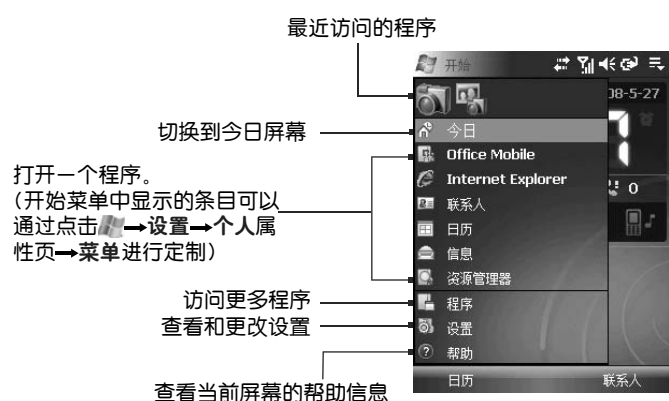 最近访问的程序
开始
08-5-27
切换到今日屏幕
今日
打开一个程序。
(开始菜单中显示的条目可以
通过点击→设置→个人属
性页→菜单进行定制)
Office Mobile
Internet Explorer
0
联系人
日历
信息
资源管理器
访问更多程序
程序
查看和更改设置
设置
帮助
查看当前屏幕的帮助信息
日历
联系人